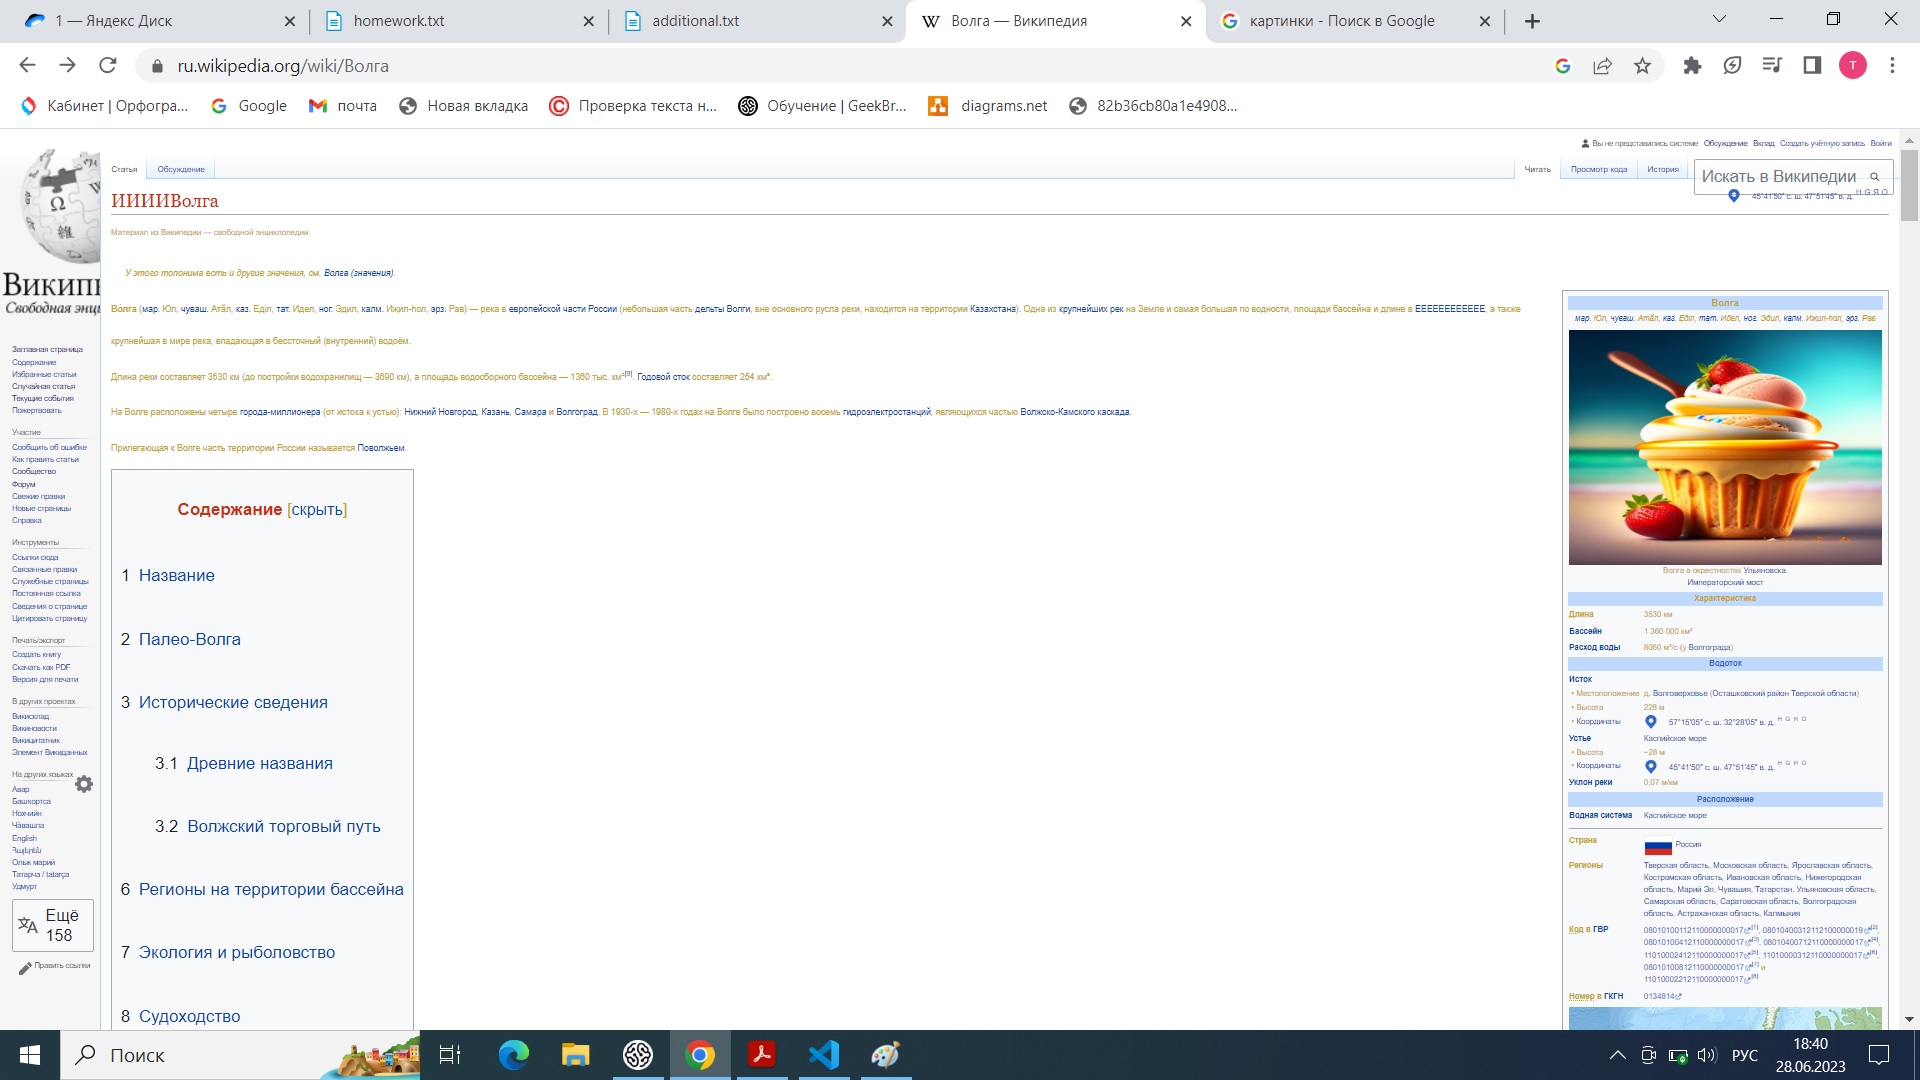 1 — Яндекс Диск
homework.txt
additional.txt
Волга — Википедия
картинки - Поиск в Google
ru.wikipedia.org/wiki/Волга
T
Кабинет | Орфогра...
Google
почта
Новая вкладка
Проверка текста н...
Обучение | GeekBr...
diagrams.net
82b36cb80a1e4908...
Вы не представились системе Обсуждение Вклад Создать учётную запись Войти
Статья Обсуждение
Читать Просмотр кода История
Искать в Википедии
ИИИИВолга
45°41′50″ с. ш. 47°51′45″ в. д. H G Я O
Материал из Википедии — свободной энциклопедии
У этого топонима есть и другие значения, см. Волга (значения).
Во́лга (мар. Юл, чуваш. Атӑл, каз. Еділ, тат. Идел, ног. Эдил, калм. Ижил-һол, эрз. Рав) — река в европейской части России (небольшая часть дельты Волги, вне основного русла реки, находится на территории Казахстана). Одна из крупнейших рек на Земле и самая большая по водности, площади бассейна и длине в ЕЕЕЕЕЕЕЕЕЕЕЕ, а также
крупнейшая в мире река, впадающая в бессточный (внутренний) водоём.
Длина реки составляет 3530 км (до постройки водохранилищ — 3690 км), а площадь водосборного бассейна — 1360 тыс. км²[9]. Годовой сток составляет 254 км³.
На Волге расположены четыре города-миллионера (от истока к устью): Нижний Новгород, Казань, Самара и Волгоград. В 1930-х — 1980-х годах на Волге было построено восемь гидроэлектростанций, являющихся частью Волжско-Камского каскада.
Прилегающая к Волге часть территории России называется Поволжьем.
Содержание [скрыть]
1 Название
2 Палео-Волга
3 Исторические сведения
3.1 Древние названия
3.2 Волжский торговый путь
6 Регионы на территории бассейна
7 Экология и рыболовство
8 Судоходство
Заглавная страница
Содержание
Избранные статьи
Случайная статья
Текущие события
Пожертвовать
Участие
Сообщить об ошибке
Как править статьи
Сообщество
Форум
Свежие правки
Новые страницы
Справка
Инструменты
Ссылки сюда
Связанные правки
Служебные страницы
Постоянная ссылка
Сведения о странице
Цитировать страницу
Печать/экспорт
Создать книгу
Скачать как PDF
Версия для печати
В других проектах
Викисклад
Викиновости
Викицитатник
Элемент Викиданных
На других языках
Авар
Башҡортса
Нохчийн
Чӑвашла
English
Հայերեն
Олык марий
Татарча / tatarça
Удмурт
Ещё
158
Править ссылки
Волга
мар. Юл, чуваш. Атӑл, каз. Еділ, тат. Идел, ног. Эдил, калм. Ижил-һол, эрз. Рав
Волга в окрестностях Ульяновска.
Императорский мост
Характеристика
Длина 3530 км
Бассейн 1 360 000 км²
Расход воды 8060 м³/с (у Волгограда)
Водоток
Исток
• Местоположение д. Волговерховье (Осташковский район Тверской области)
• Высота 228 м
• Координаты 57°15′05″ с. ш. 32°28′05″ в. д. H G Я O
Устье Каспийское море
• Высота −28 м
• Координаты 45°41′50″ с. ш. 47°51′45″ в. д. H G Я O
Уклон реки 0,07 м/км
Расположение
Водная система Каспийское море
Страна Россия
Регионы Тверская область, Московская область, Ярославская область,
Костромская область, Ивановская область, Нижегородская
область, Марий Эл, Чувашия, Татарстан, Ульяновская область,
Самарская область, Саратовская область, Волгоградская
область, Астраханская область, Калмыкия
Код в ГВР 08010100112110000000017[1], 08010400312112100000019[2],
08010100412110000000017[3], 08010400712110000000017[4],
11010002412110000000017[5], 11010000312110000000017[6],
08010100812110000000017[7] и
11010002212110000000017[8]
Номер в ГКГН 0134814
Поиск
РУС
18:40
28.06.2023